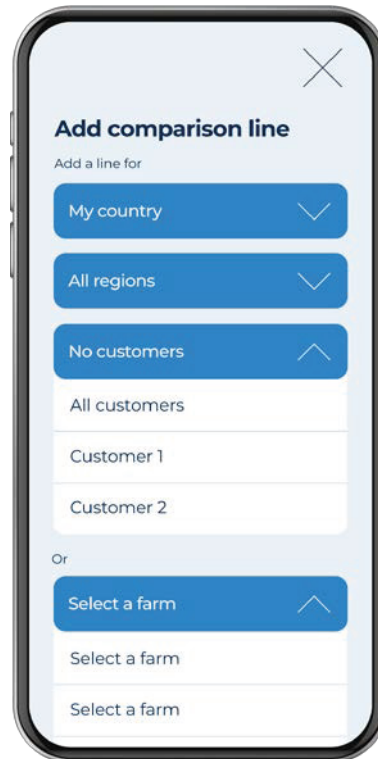 Add comparison line
Add a line for
My country
All regions
No customers
All customers
Customer 1
Customer 2
Or
Select a farm
Select a farm
Select a farm